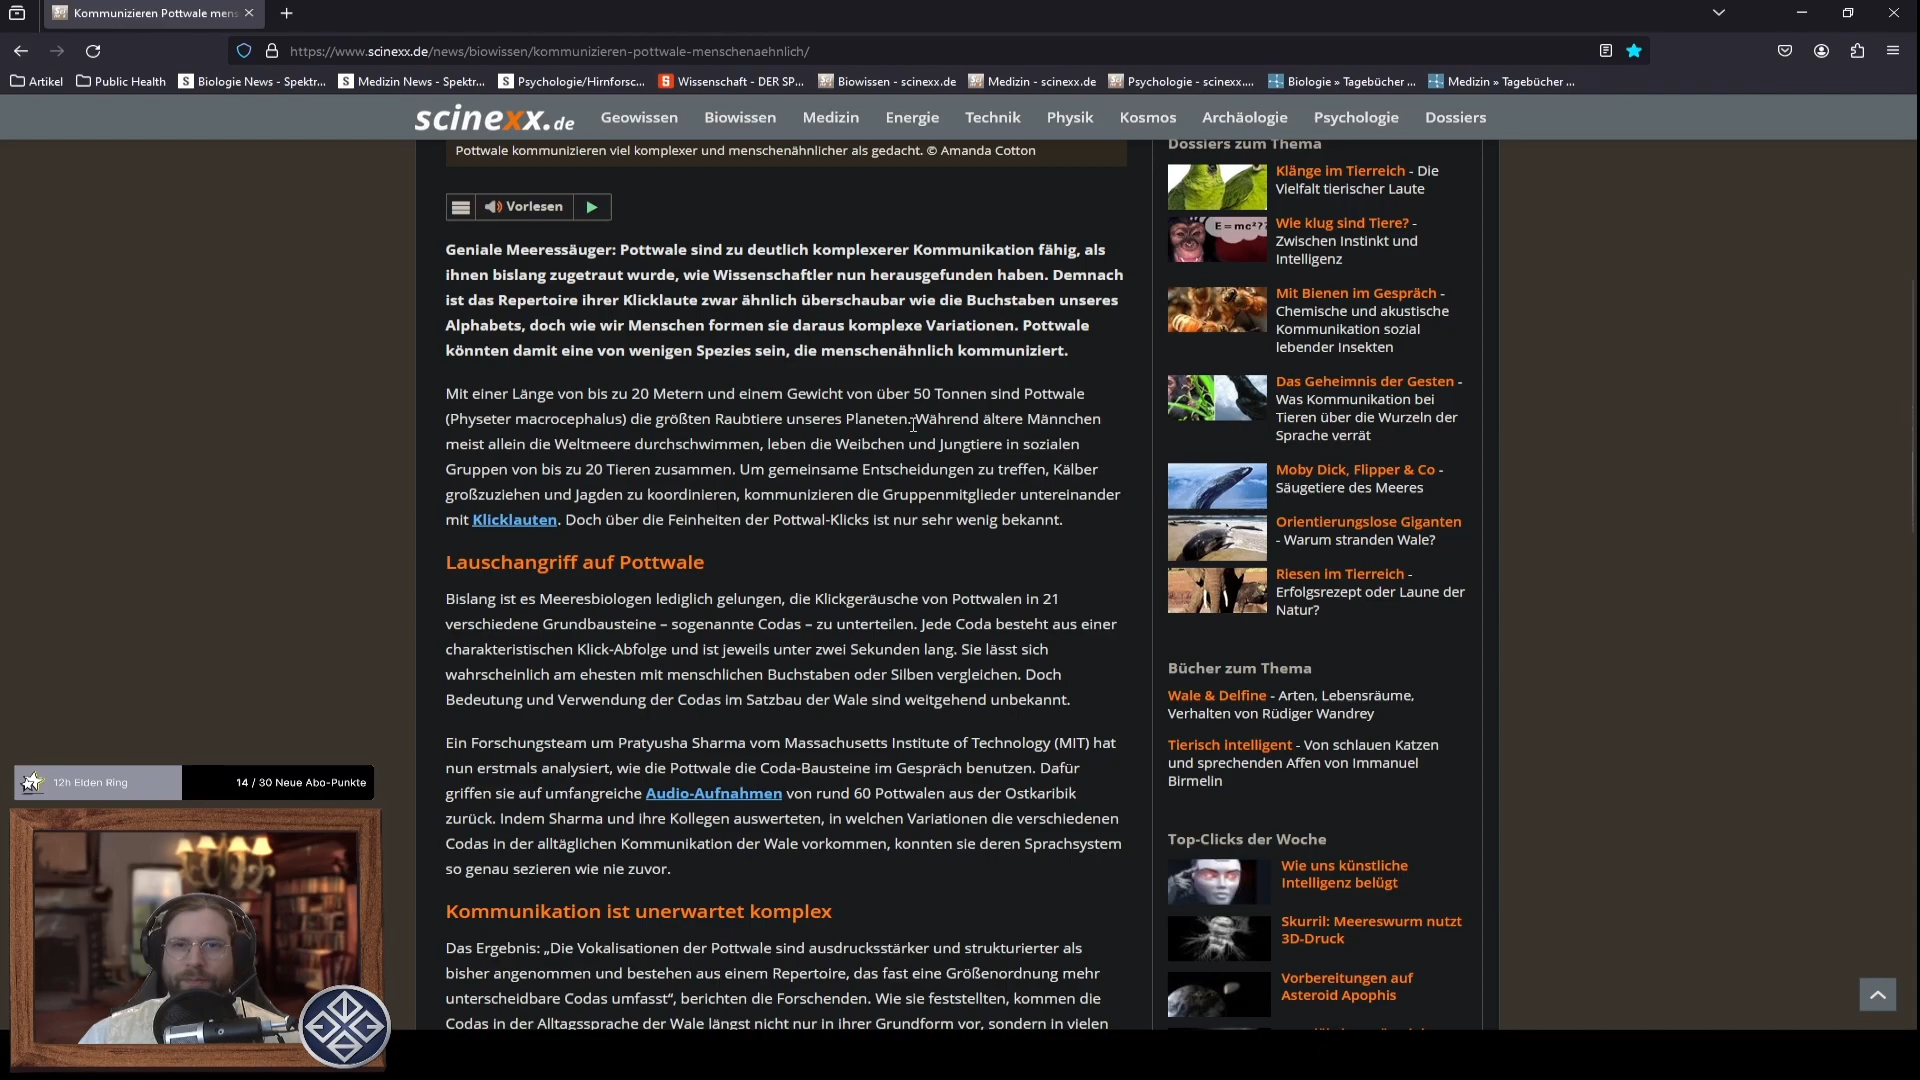 Kommunizieren Pottwale mens
https://www.scinexx.de/news/biowissen/kommunizieren-pottwale-menschenaehnlich/
Artikel
Public Health
Biologie News - Spektr...
Medizin News - Spektr...
Psychologie/Hirnforsc...
Wissenschaft - DER SP...
Biowissen - scinexx.de
Medizin - scinexx.de
Psychologie - scinexx....
Biologie » Tagebücher ...
Medizin » Tagebücher ...
scinexx.de
Geowissen
Biowissen
Medizin
Energie
Technik
Physik
Kosmos
Archäologie
Psychologie
Dossiers
Pottwale kommunizieren viel komplexer und menschenähnlicher als gedacht. © Amanda Cotton
Vorlesen
Geniale Meeressäuger: Pottwale sind zu deutlich komplexerer Kommunikation fähig, als
ihnen bislang zugetraut wurde, wie Wissenschaftler nun herausgefunden haben. Demnach
ist das Repertoire ihrer Klicklaute zwar ähnlich überschaubar wie die Buchstaben unseres
Alphabets, doch wie wir Menschen formen sie daraus komplexe Variationen. Pottwale
könnten damit eine von wenigen Spezies sein, die menschenähnlich kommuniziert.
Mit einer Länge von bis zu 20 Metern und einem Gewicht von über 50 Tonnen sind Pottwale
(Physeter macrocephalus) die größten Raubtiere unseres Planeten. Während ältere Männchen
meist allein die Weltmeere durchschwimmen, leben die Weibchen und Jungtiere in sozialen
Gruppen von bis zu 20 Tieren zusammen. Um gemeinsame Entscheidungen zu treffen, Kälber
großzuziehen und Jagden zu koordinieren, kommunizieren die Gruppenmitglieder untereinander
mit Klicklauten. Doch über die Feinheiten der Pottwal-Klicks ist nur sehr wenig bekannt.
Lauschangriff auf Pottwale
Bislang ist es Meeresbiologen lediglich gelungen, die Klickgeräusche von Pottwalen in 21
verschiedene Grundbausteine – sogenannte Codas – zu unterteilen. Jede Coda besteht aus einer
charakteristischen Klick-Abfolge und ist jeweils unter zwei Sekunden lang. Sie lässt sich
wahrscheinlich am ehesten mit menschlichen Buchstaben oder Silben vergleichen. Doch
Bedeutung und Verwendung der Codas im Satzbau der Wale sind weitgehend unbekannt.
Ein Forschungsteam um Pratyusha Sharma vom Massachusetts Institute of Technology (MIT) hat
nun erstmals analysiert, wie die Pottwale die Coda-Bausteine im Gespräch benutzen. Dafür
griffen sie auf umfangreiche Audio-Aufnahmen von rund 60 Pottwalen aus der Ostkaribik
zurück. Indem Sharma und ihre Kollegen auswerteten, in welchen Variationen die verschiedenen
Codas in der alltäglichen Kommunikation der Wale vorkommen, konnten sie deren Sprachsystem
so genau sezieren wie nie zuvor.
Kommunikation ist unerwartet komplex
Das Ergebnis: „Die Vokalisationen der Pottwale sind ausdrucksstärker und strukturierter als
bisher angenommen und bestehen aus einem Repertoire, das fast eine Größenordnung mehr
unterscheidbare Codas umfasst“, berichten die Forschenden. Wie sie feststellten, kommen die
Codas in der Alltagssprache der Wale längst nicht nur in ihrer Grundform vor, sondern in vielen
Dossiers zum Thema
Klänge im Tierreich - Die
Vielfalt tierischer Laute
E=mc²??
Wie klug sind Tiere? -
Zwischen Instinkt und
Intelligenz
Mit Bienen im Gespräch -
Chemische und akustische
Kommunikation sozial
lebender Insekten
Das Geheimnis der Gesten -
Was Kommunikation bei
Tieren über die Wurzeln der
Sprache verrät
Moby Dick, Flipper & Co -
Säugetiere des Meeres
Orientierungslose Giganten
- Warum stranden Wale?
Riesen im Tierreich -
Erfolgsrezept oder Laune der
Natur?
Bücher zum Thema
Wale & Delfine - Arten, Lebensräume,
Verhalten von Rüdiger Wandrey
Tierisch intelligent - Von schlauen Katzen
und sprechenden Affen von Immanuel
Birmelin
Top-Clicks der Woche
Wie uns künstliche
Intelligenz belügt
Skurril: Meereswurm nutzt
3D-Druck
Vorbereitungen auf
Asteroid Apophis
12h Elden Ring
14 / 30 Neue Abo-Punkte